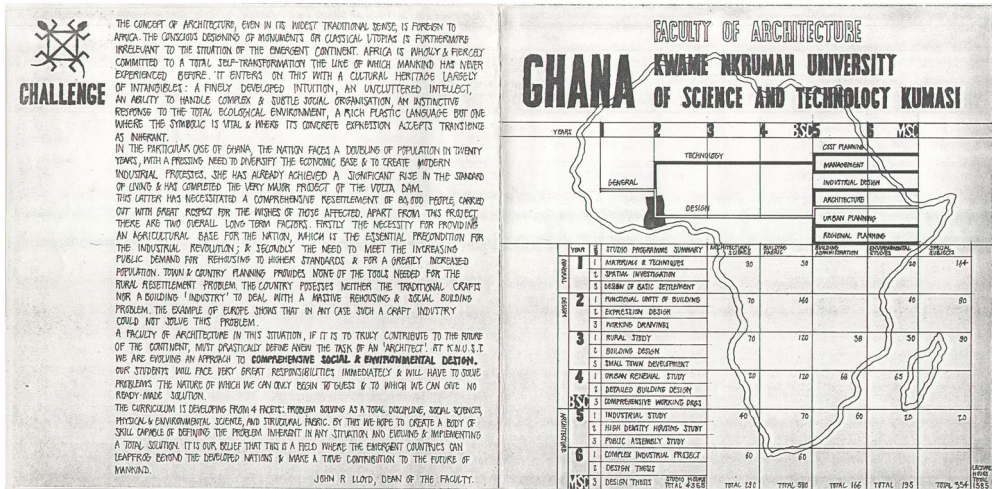 CHALLENGE
THE CONCEPT OF ARCHITECTURE, EVEN IN ITS WIDEST TRADITIONAL SENSE, IS FOREIGN TO
AFRICA. THE CONSCIOUS DESIGNING OF MONUMENTS OR CLASSICAL UTOPIAS IS FURTHERMORE
IRRELEVANT TO THE SITUATION OF THE EMERGENT CONTINENT. AFRICA IS WHOLLY & FIERCELY
COMMITTED TO A TOTAL SELF-TRANSFORMATION THE LIKE OF WHICH MANKIND HAS NEVER
EXPERIENCED BEFORE. IT ENTERS ON THIS WITH A CULTURAL HERITAGE LARGELY
OF INTANGIBLES: A FINELY DEVELOPED INTUITION, AN UNCLUTTERED INTELLECT,
AN ABILITY TO HANDLE COMPLEX & SUBTLE SOCIAL ORGANISATION, AN INSTINCTIVE
RESPONSE TO THE TOTAL ECOLOGICAL ENVIRONMENT, A RICH PLASTIC LANGUAGE BUT ONE
WHERE THE SYMBOLIC IS VITAL & WHERE ITS CONCRETE EXPRESSION ACCEPTS TRANSIENCE
AS INHERANT.
IN THE PARTICULAR CASE OF GHANA, THE NATION FACES A DOUBLING OF POPULATION IN TWENTY
YEARS, WITH A PRESSING NEED TO DIVERSIFY THE ECONOMIC BASE & TO CREATE MODERN
INDUSTRIAL PROCESSES. SHE HAS ALREADY ACHIEVED A SIGNIFICANT RISE IN THE STANDARD
OF LIVING & HAS COMPLETED THE VERY MAJOR PROJECT OF THE VOLTA DAM.
THIS LATTER HAS NECESSITATED A COMPREHENSIVE RESETTLEMENT OF 80,000 PEOPLE, CARRIED
OUT WITH GREAT RESPECT FOR THE WISHES OF THOSE AFFECTED. APART FROM THIS PROJECT
THERE ARE TWO OVERALL LONG TERM FACTORS. FIRSTLY THE NECESSITY FOR PROVIDING
AN AGRICULTURAL BASE FOR THE NATION, WHICH IS THE ESSENTIAL PRECONDITION FOR
THE INDUSTRIAL REVOLUTION; & SECONDLY THE NEED TO MEET THE INCREASING
PUBLIC DEMAND FOR REHOUSING TO HIGHER STANDARDS & FOR A GREATLY INCREASED
POPULATION. TOWN & COUNTRY PLANNING PROVIDES NONE OF THE TOOLS NEEDED FOR THE
RURAL RESETTLEMENT PROBLEM. THE COUNTRY POSESSES NEITHER THE TRADITIONAL CRAFTS
NOR A BUILDING 'INDUSTRY' TO DEAL WITH A MASSIVE REHOUSING & SOCIAL BUILDING
PROBLEM. THE EXAMPLE OF EUROPE SHOWS THAT IN ANY CASE SUCH A CRAFT INDUSTRY
COULD NOT SOLVE THIS PROBLEM.
A FACULTY OF ARCHITECTURE IN THIS SITUATION, IF IT IS TO TRULY CONTRIBUTE TO THE FUTURE
OF THE CONTINENT, MUST DRASTICALLY DEFINE ANEW THE TASK OF AN 'ARCHITECT'. AT K.N.U.S.T.
WE ARE EVOLVING AN APPROACH TO COMPREHENSIVE SOCIAL & ENVIRONMENTAL DESIGN.
OUR STUDENTS WILL FACE VERY GREAT RESPONSIBILITIES IMMEDIATELY & WILL HAVE TO SOLVE
PROBLEMS THE NATURE OF WHICH WE CAN ONLY BEGIN TO GUESS & TO WHICH WE CAN GIVE NO
READY-MADE SOLUTION.
THE CURRICULUM IS DEVELOPING FROM 4 FACETS: PROBLEM SOLVING AS A TOTAL DISCIPLINE, SOCIAL SCIENCES,
PHYSICAL & ENVIRONMENTAL SCIENCE, AND STRUCTURAL FABRIC. BY THIS WE HOPE TO CREATE A BODY OF
SKILL CAPABLE OF DEFINING THE PROBLEM INHERENT IN ANY SITUATION AND EVOLVING & IMPLEMENTING
A TOTAL SOLUTION. IT IS OUR BELIEF THAT THIS IS A FIELD WHERE THE EMERGENT COUNTRIES CAN
LEAPFROG BEYOND THE DEVELOPED NATIONS & MAKE A TRUE CONTRIBUTION TO THE FUTURE OF
MANKIND.
JOHN R LLOYD, DEAN OF THE FACULTY.
FACULTY OF ARCHITECTURE
GHANA KWAME NKRUMAH UNIVERSITY
OF SCIENCE AND TECHNOLOGY KUMASI
YEARS 1 2 3 4 BSC 5 6 MSC
COST PLANNING
TECHNOLOGY
MANAGEMENT
GENERAL
INDUSTRIAL DESIGN
ARCHITECTURE
DESIGN
URBAN PLANNING
REGIONAL PLANNING
YEAR STUDIO PROGRAMME SUMMARY ARCHITECTURAL SCIENCE BUILDING FABRIC BUILDING ADMINISTRATION ENVIRONMENTAL STUDIES SPECIAL SUBJECTS
GENERAL 1 1 MATERIALS & TECHNIQUES 30 30 20 164
2 SPATIAL INVESTIGATION
3 DESIGN OF BASIC SETTLEMENT
DESIGN 2 1 FUNCTIONAL UNITS OF BUILDING 70 160 80
2 EXPRESSION DESIGN
3 WORKING DRAWINGS
3 1 RURAL STUDY 70 120 38 30 90
2 BUILDING DESIGN
3 SMALL TOWN DEVELOPMENT
4 1 URBAN RENEWAL STUDY 20 120 68 65
2 DETAILED BUILDING DESIGN
BSC 3 COMPREHENSIVE WORKING DRGS
ARCHITECTURE 5 1 INDUSTRIAL STUDY 40 70 60 20 20
2 HIGH DENSITY HOUSING STUDY
3 PUBLIC ASSEMBLY STUDY
6 1 COMPLEX INDUSTRIAL PROJECT 60 60
2 DESIGN THESIS
MSC 3 DESIGN THESIS STUDIO HOURS TOTAL 4365 TOTAL 290 TOTAL 580 TOTAL 166 TOTAL 195 TOTAL 354 LECTURE HOURS TOTAL 1585